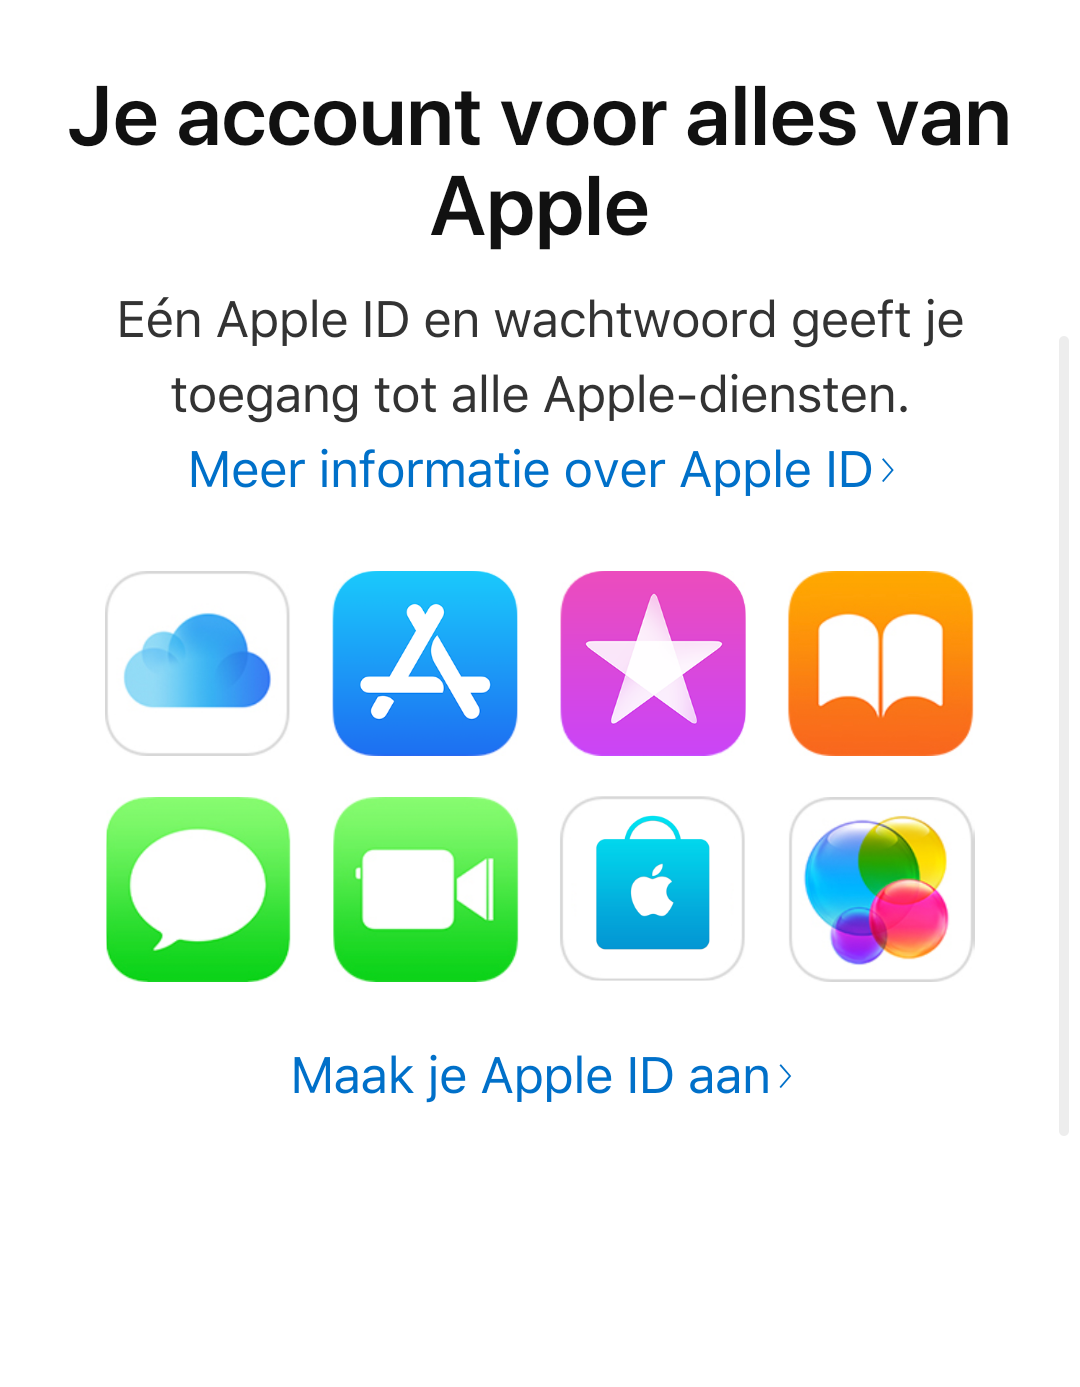 Je account voor alles van
Apple
Eén Apple ID en wachtwoord geeft je
toegang tot alle Apple-diensten.
Meer informatie over Apple ID
Maak je Apple ID aan